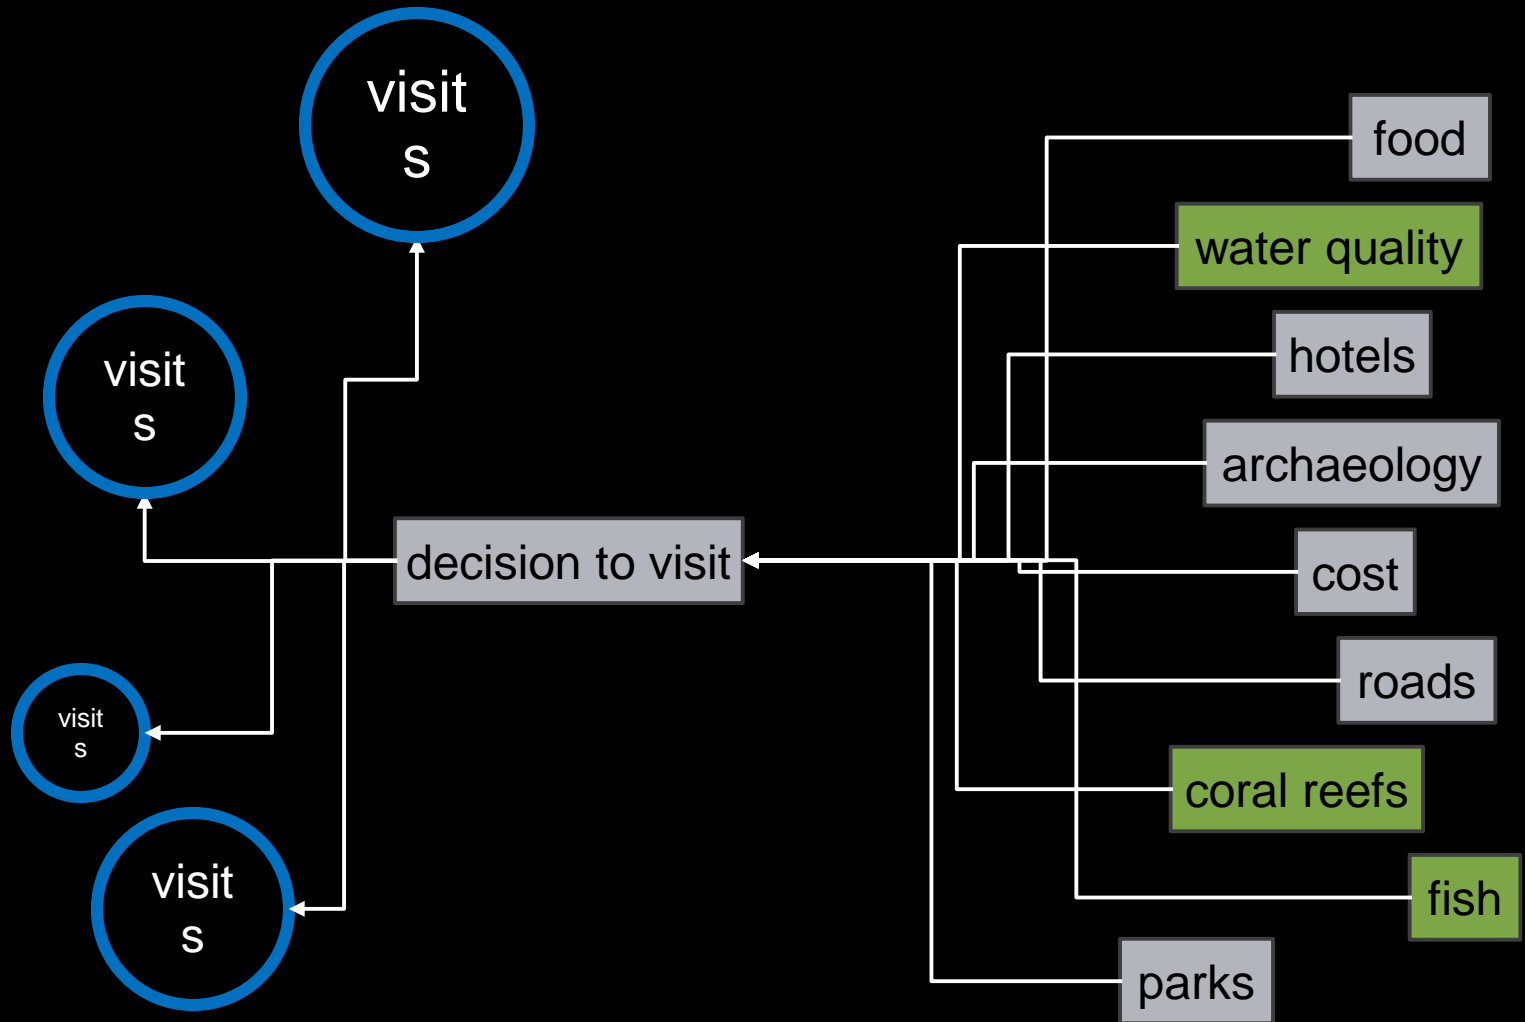 visit
s
food
water quality
hotels
visit
s
archaeology
decision to visit
cost
roads
visit
s
coral reefs
visit
s
fish
parks